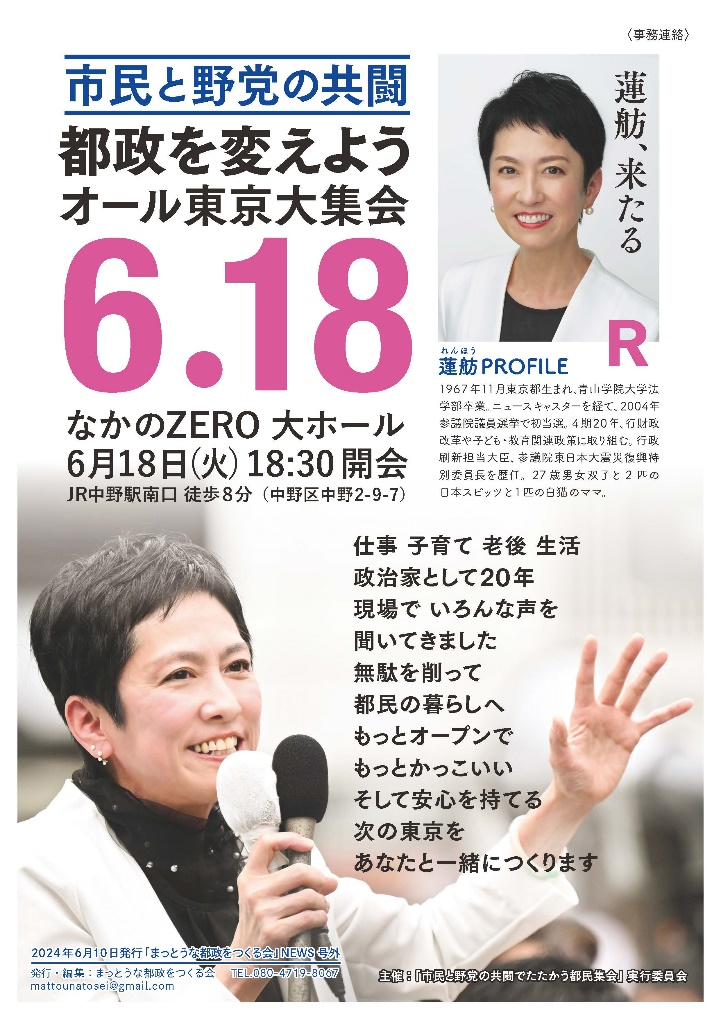 〈事務連絡〉
市民と野党の共闘
都政を変えよう
オール東京大集会
6.18
なかのZERO 大ホール
6月18日(火) 18:30開会
JR中野駅南口 徒歩8分（中野区中野2-9-7）
蓮舫、来たる
R
れんほう
蓮舫 PROFILE
1967年11月東京都生まれ、青山学院大学法
学部卒業。ニュースキャスターを経て、2004年
参議院議員選挙で初当選。4期20年、行財政
改革や子ども・教育関連政策に取り組む。行政
刷新担当大臣、参議院東日本大震災復興特
別委員長を歴任。27歳男女双子と2匹の
日本スピッツと1匹の白猫のママ。
仕事 子育て 老後 生活
政治家として20年
現場で いろんな声を
聞いてきました
無駄を削って
都民の暮らしへ
もっとオープンで
もっとかっこいい
そして安心を持てる
次の東京を
あなたと一緒につくります
2024年6月10日発行「まっとうな都政をつくる会」NEWS 号外
発行・編集：まっとうな都政をつくる会 TEL.080-4719-8067
mattounatosei@gmail.com
主催：「市民と野党の共闘でたたかう都民集会」実行委員会